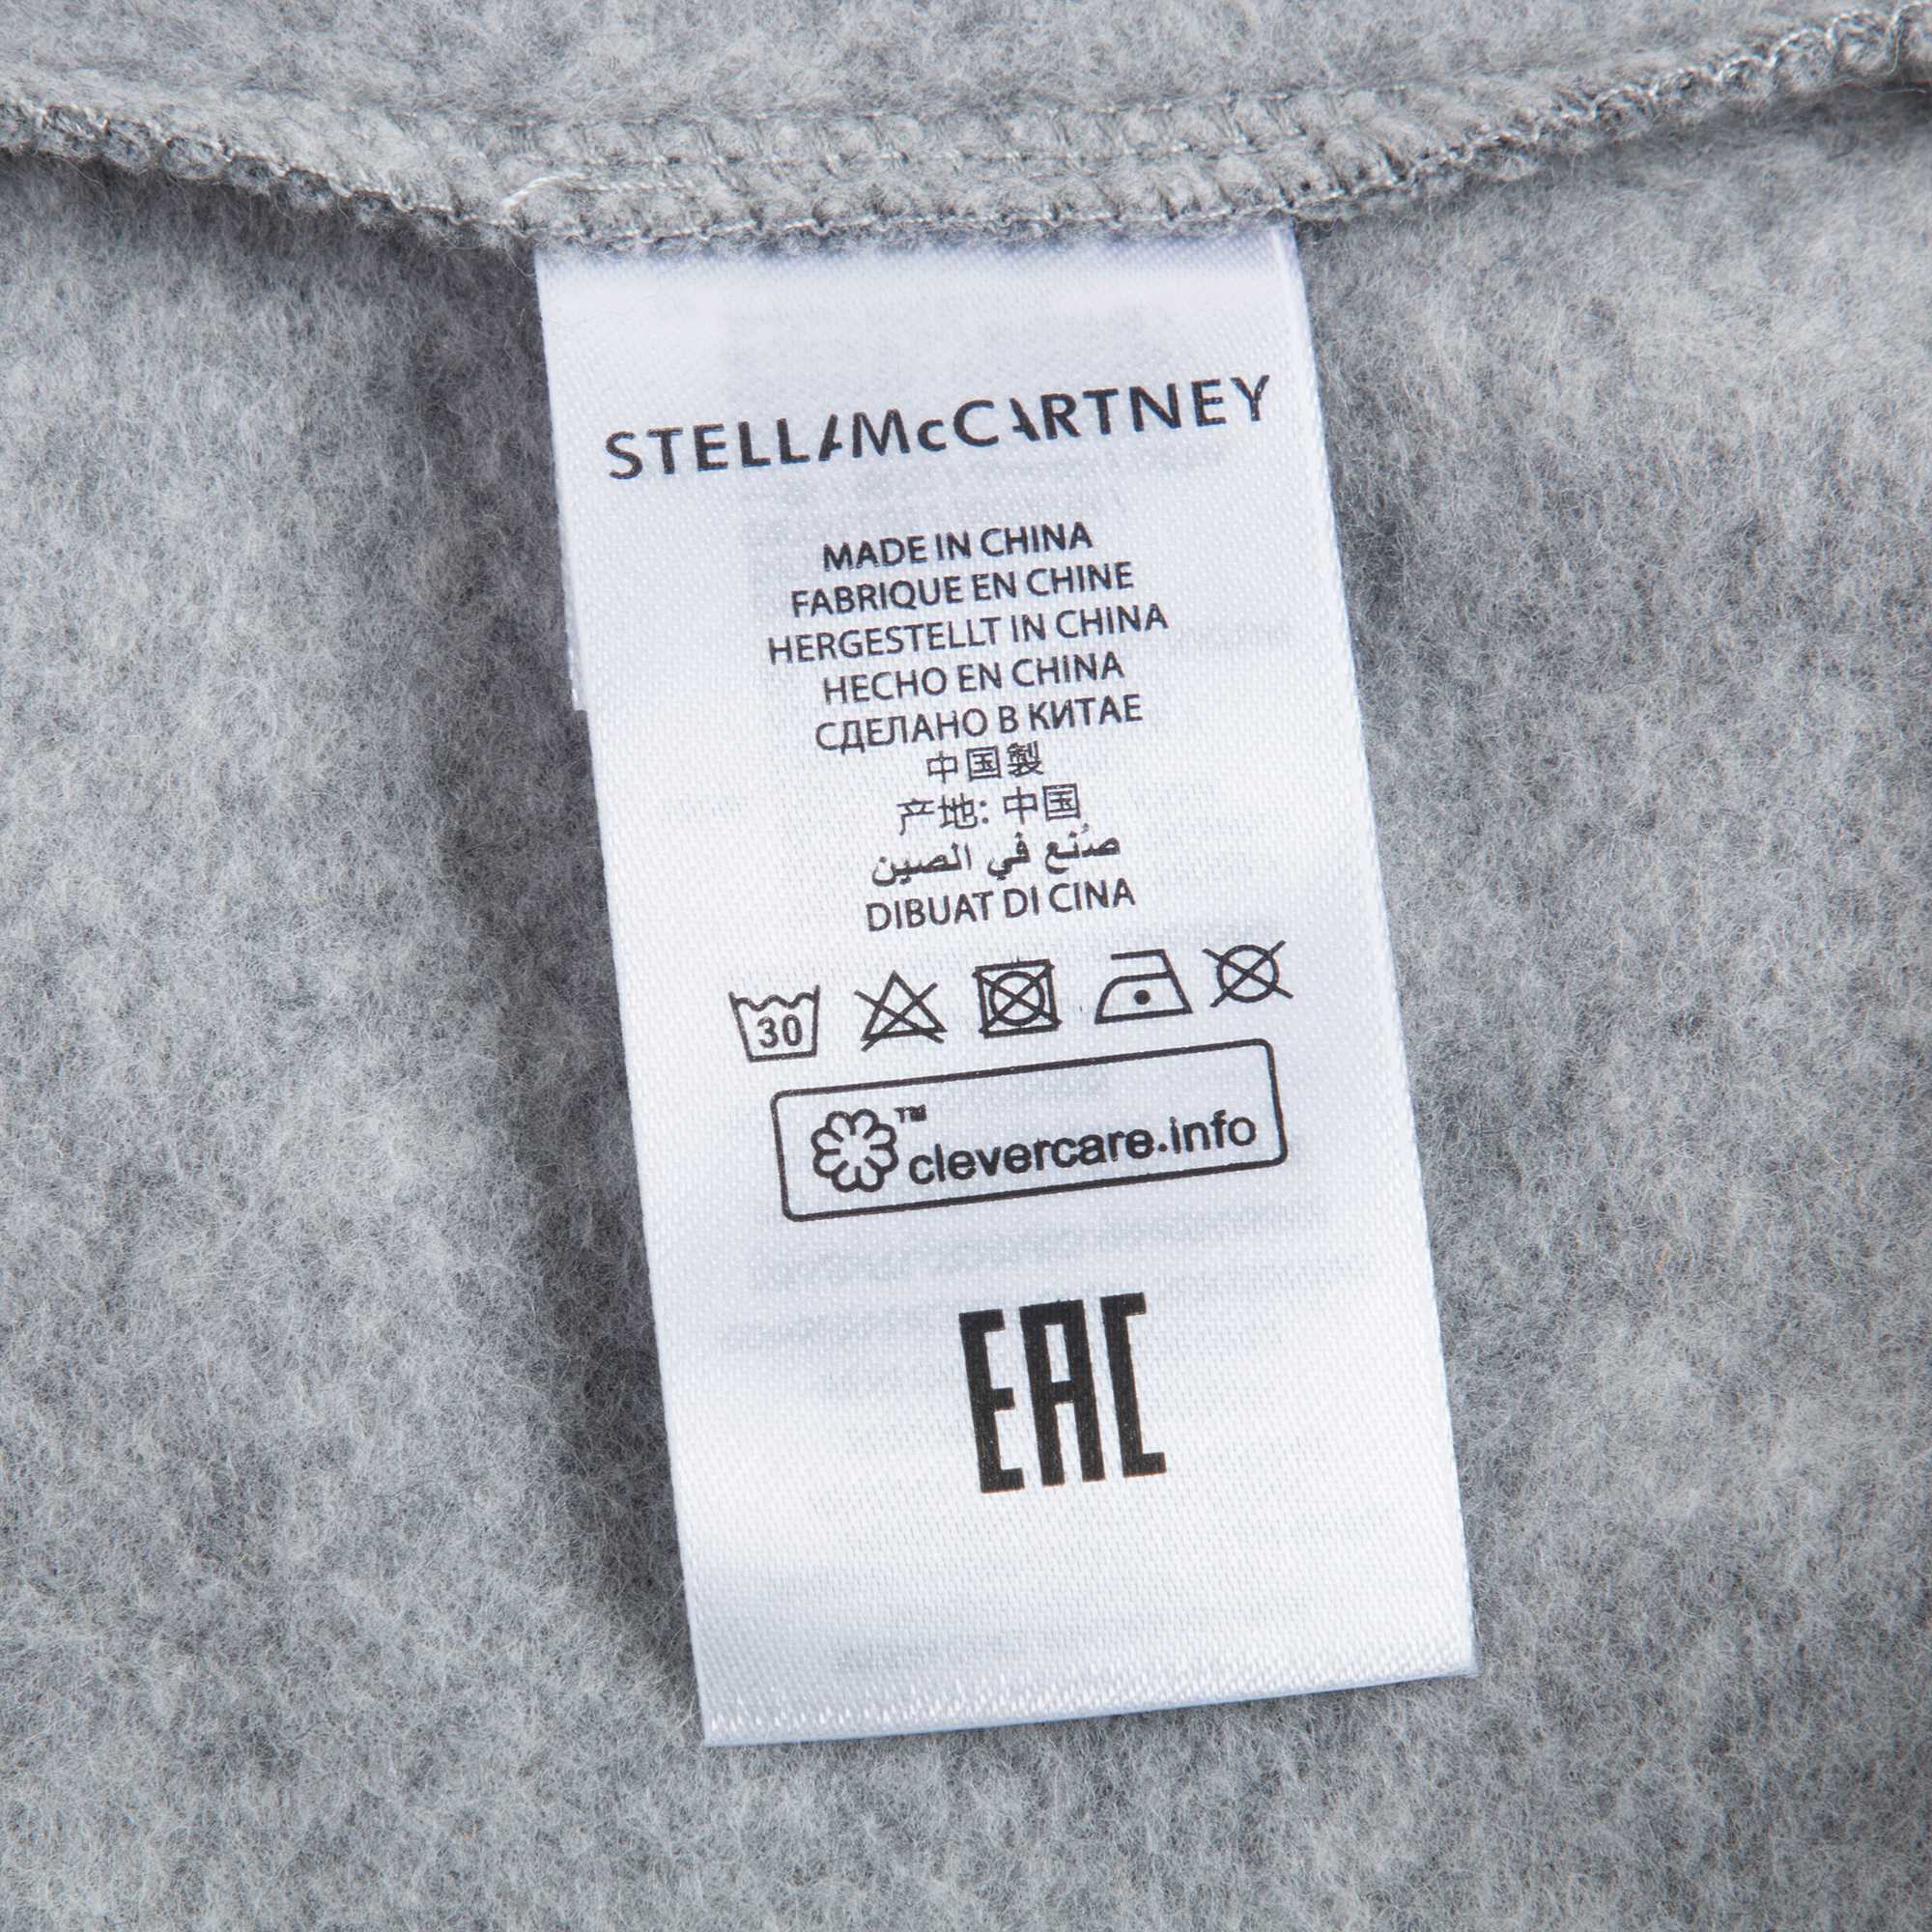 STELLAMcCARTNEY
MADE IN CHINA
FABRIQUE EN CHINE
HERGESTELLT IN CHINA
HECHO EN CHINA
СДЕЛАНО В КИТАЕ
中国製
产地: 中国
صُنع في الصين
DIBUAT DI CINA
30
™ clevercare.info
EAC